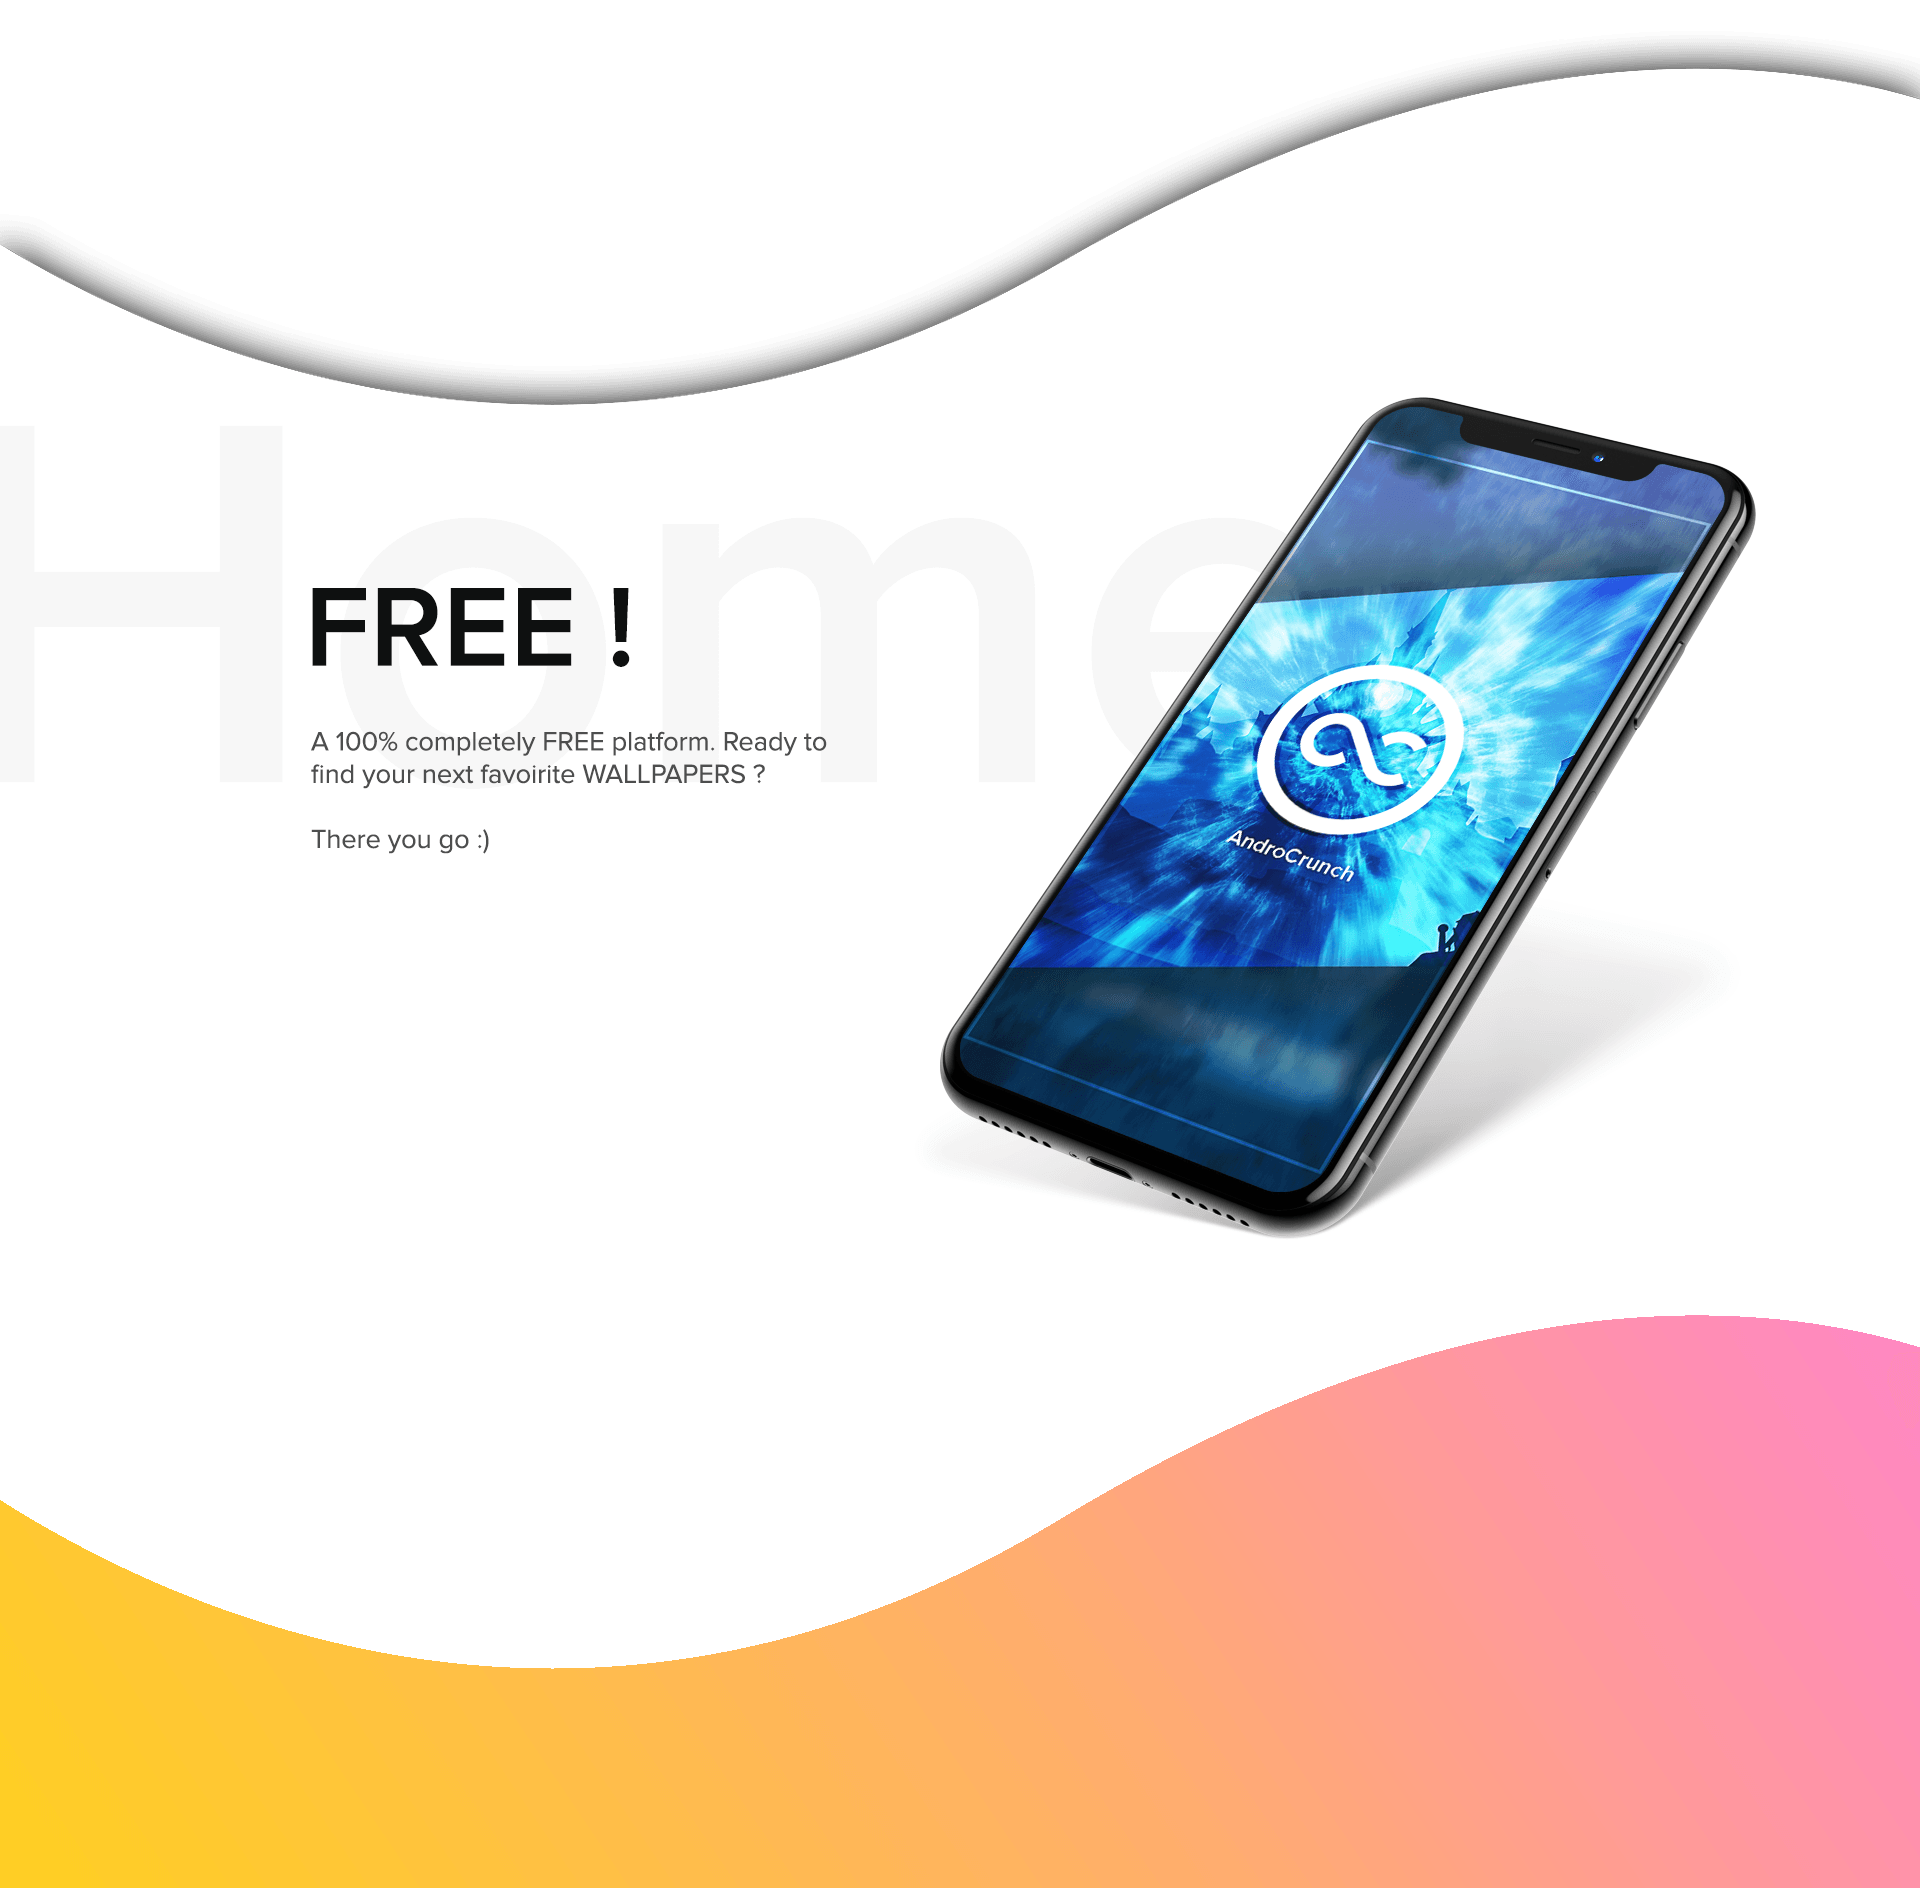 Home
FREE !
A 100% completely FREE platform. Ready to
find your next favoirite WALLPAPERS ?
There you go :)
AndroCrunch